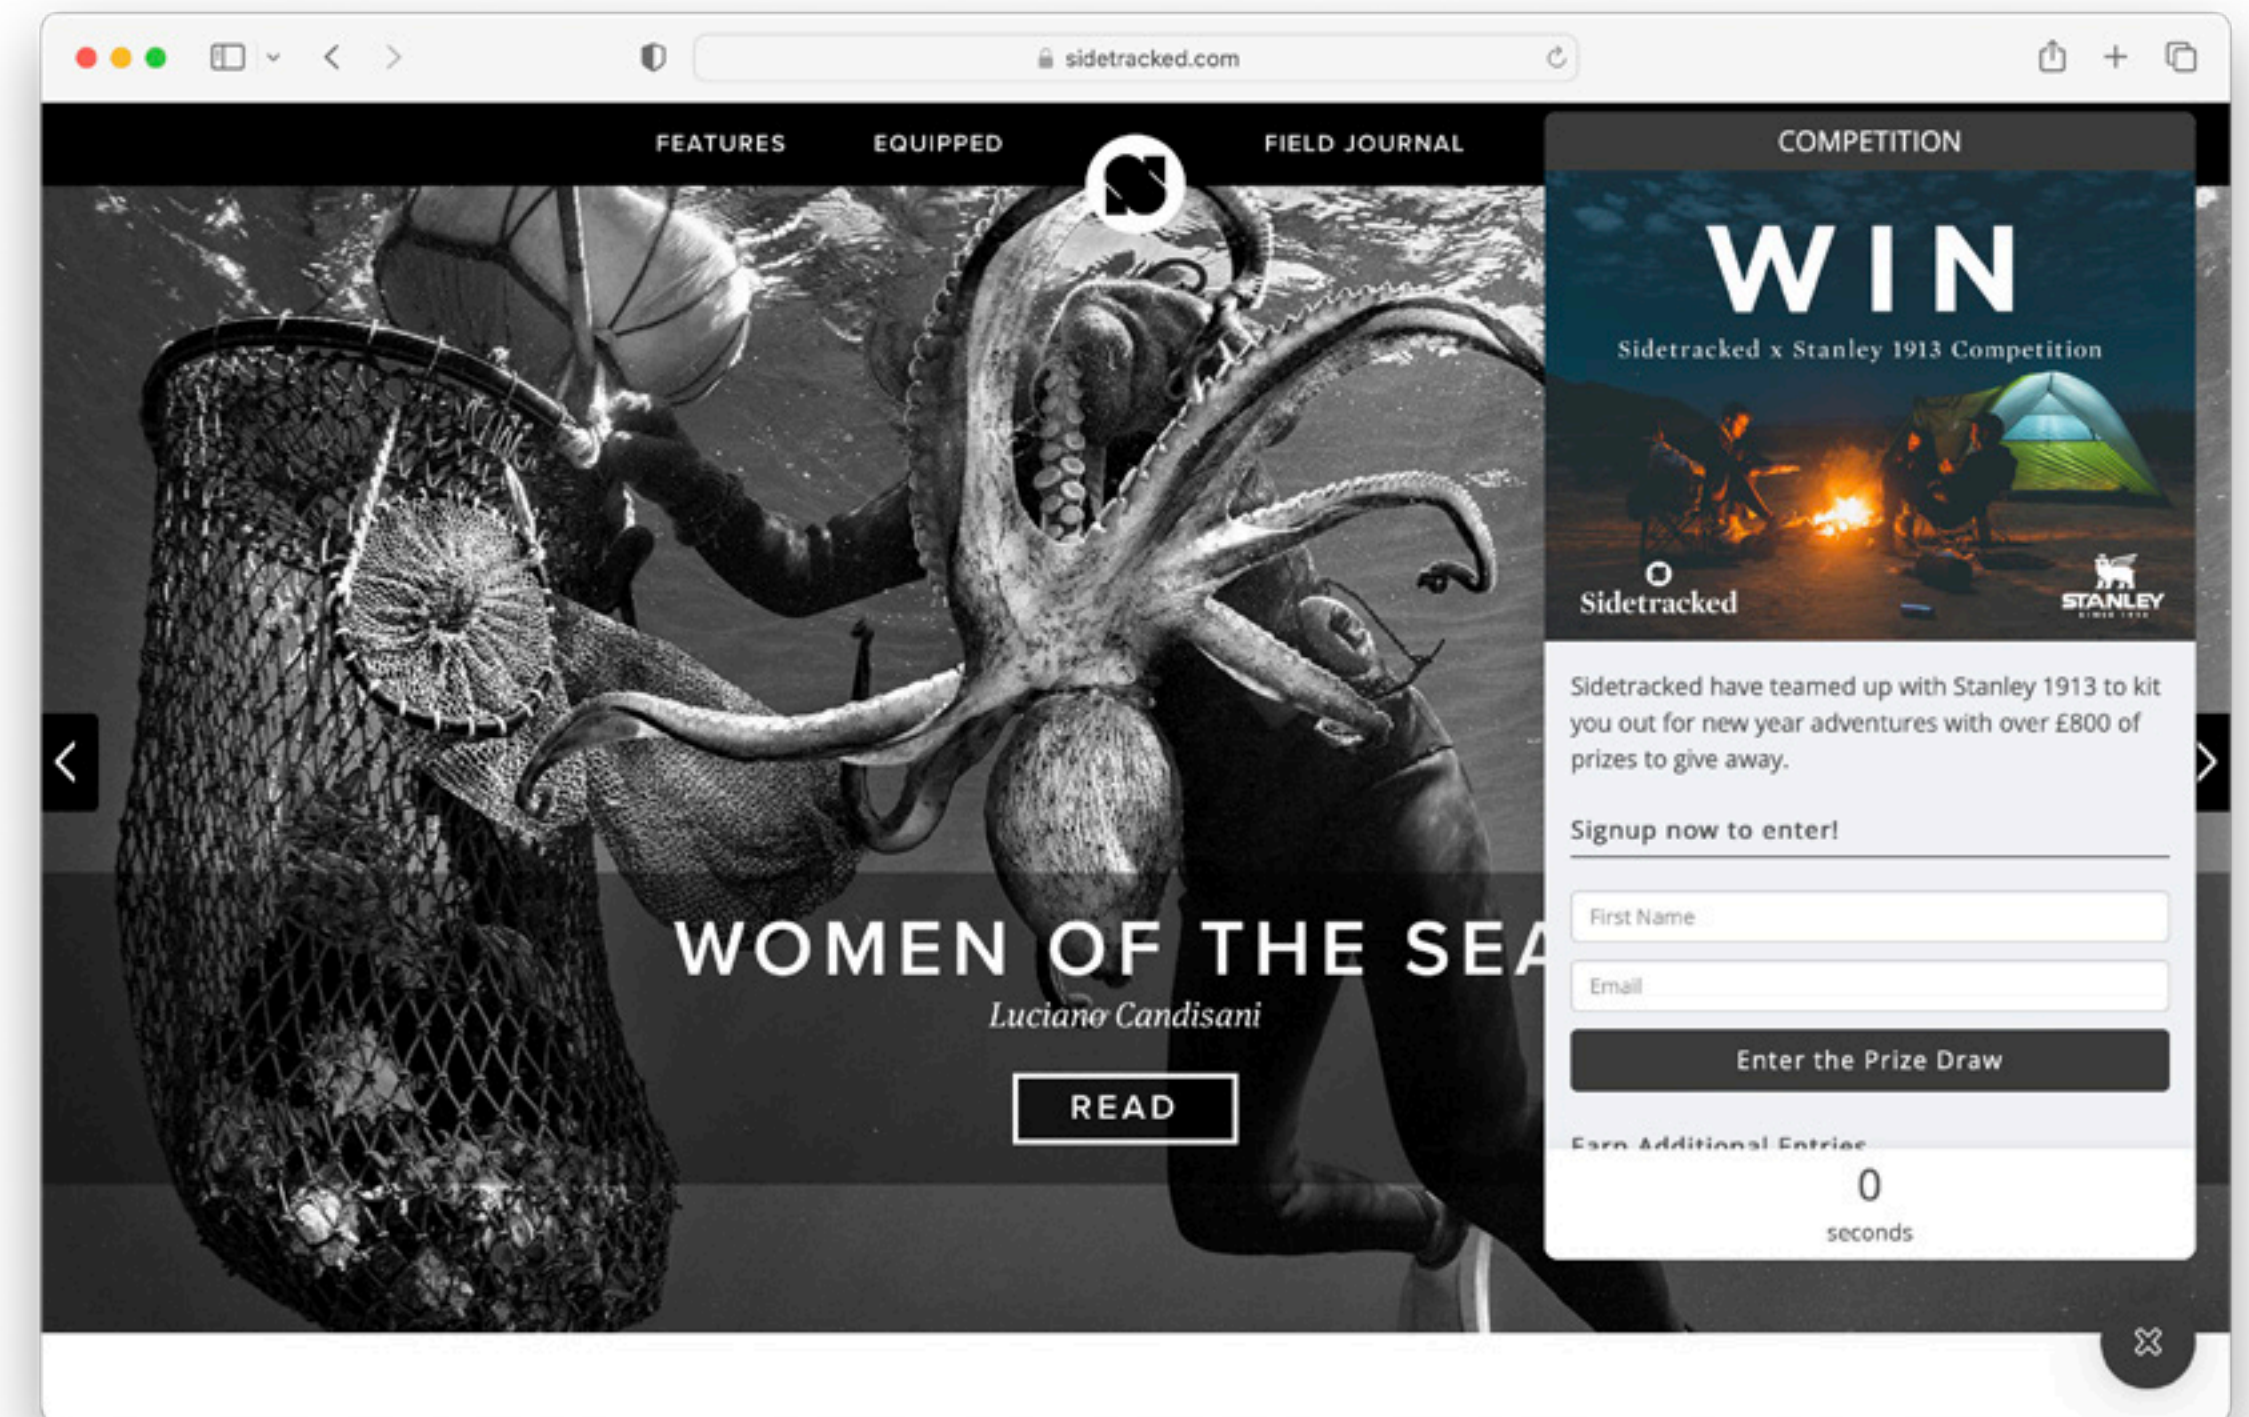 sidetracked.com
FEATURES
EQUIPPED
FIELD JOURNAL
WOMEN OF THE SEA
Luciano Candisani
READ
COMPETITION
WIN
Sidetracked x Stanley 1913 Competition
Sidetracked
STANLEY
Sidetracked have teamed up with Stanley 1913 to kit
you out for new year adventures with over £800 of
prizes to give away.
Signup now to enter!
First Name
Email
Enter the Prize Draw
Earn Additional Entries
0
seconds